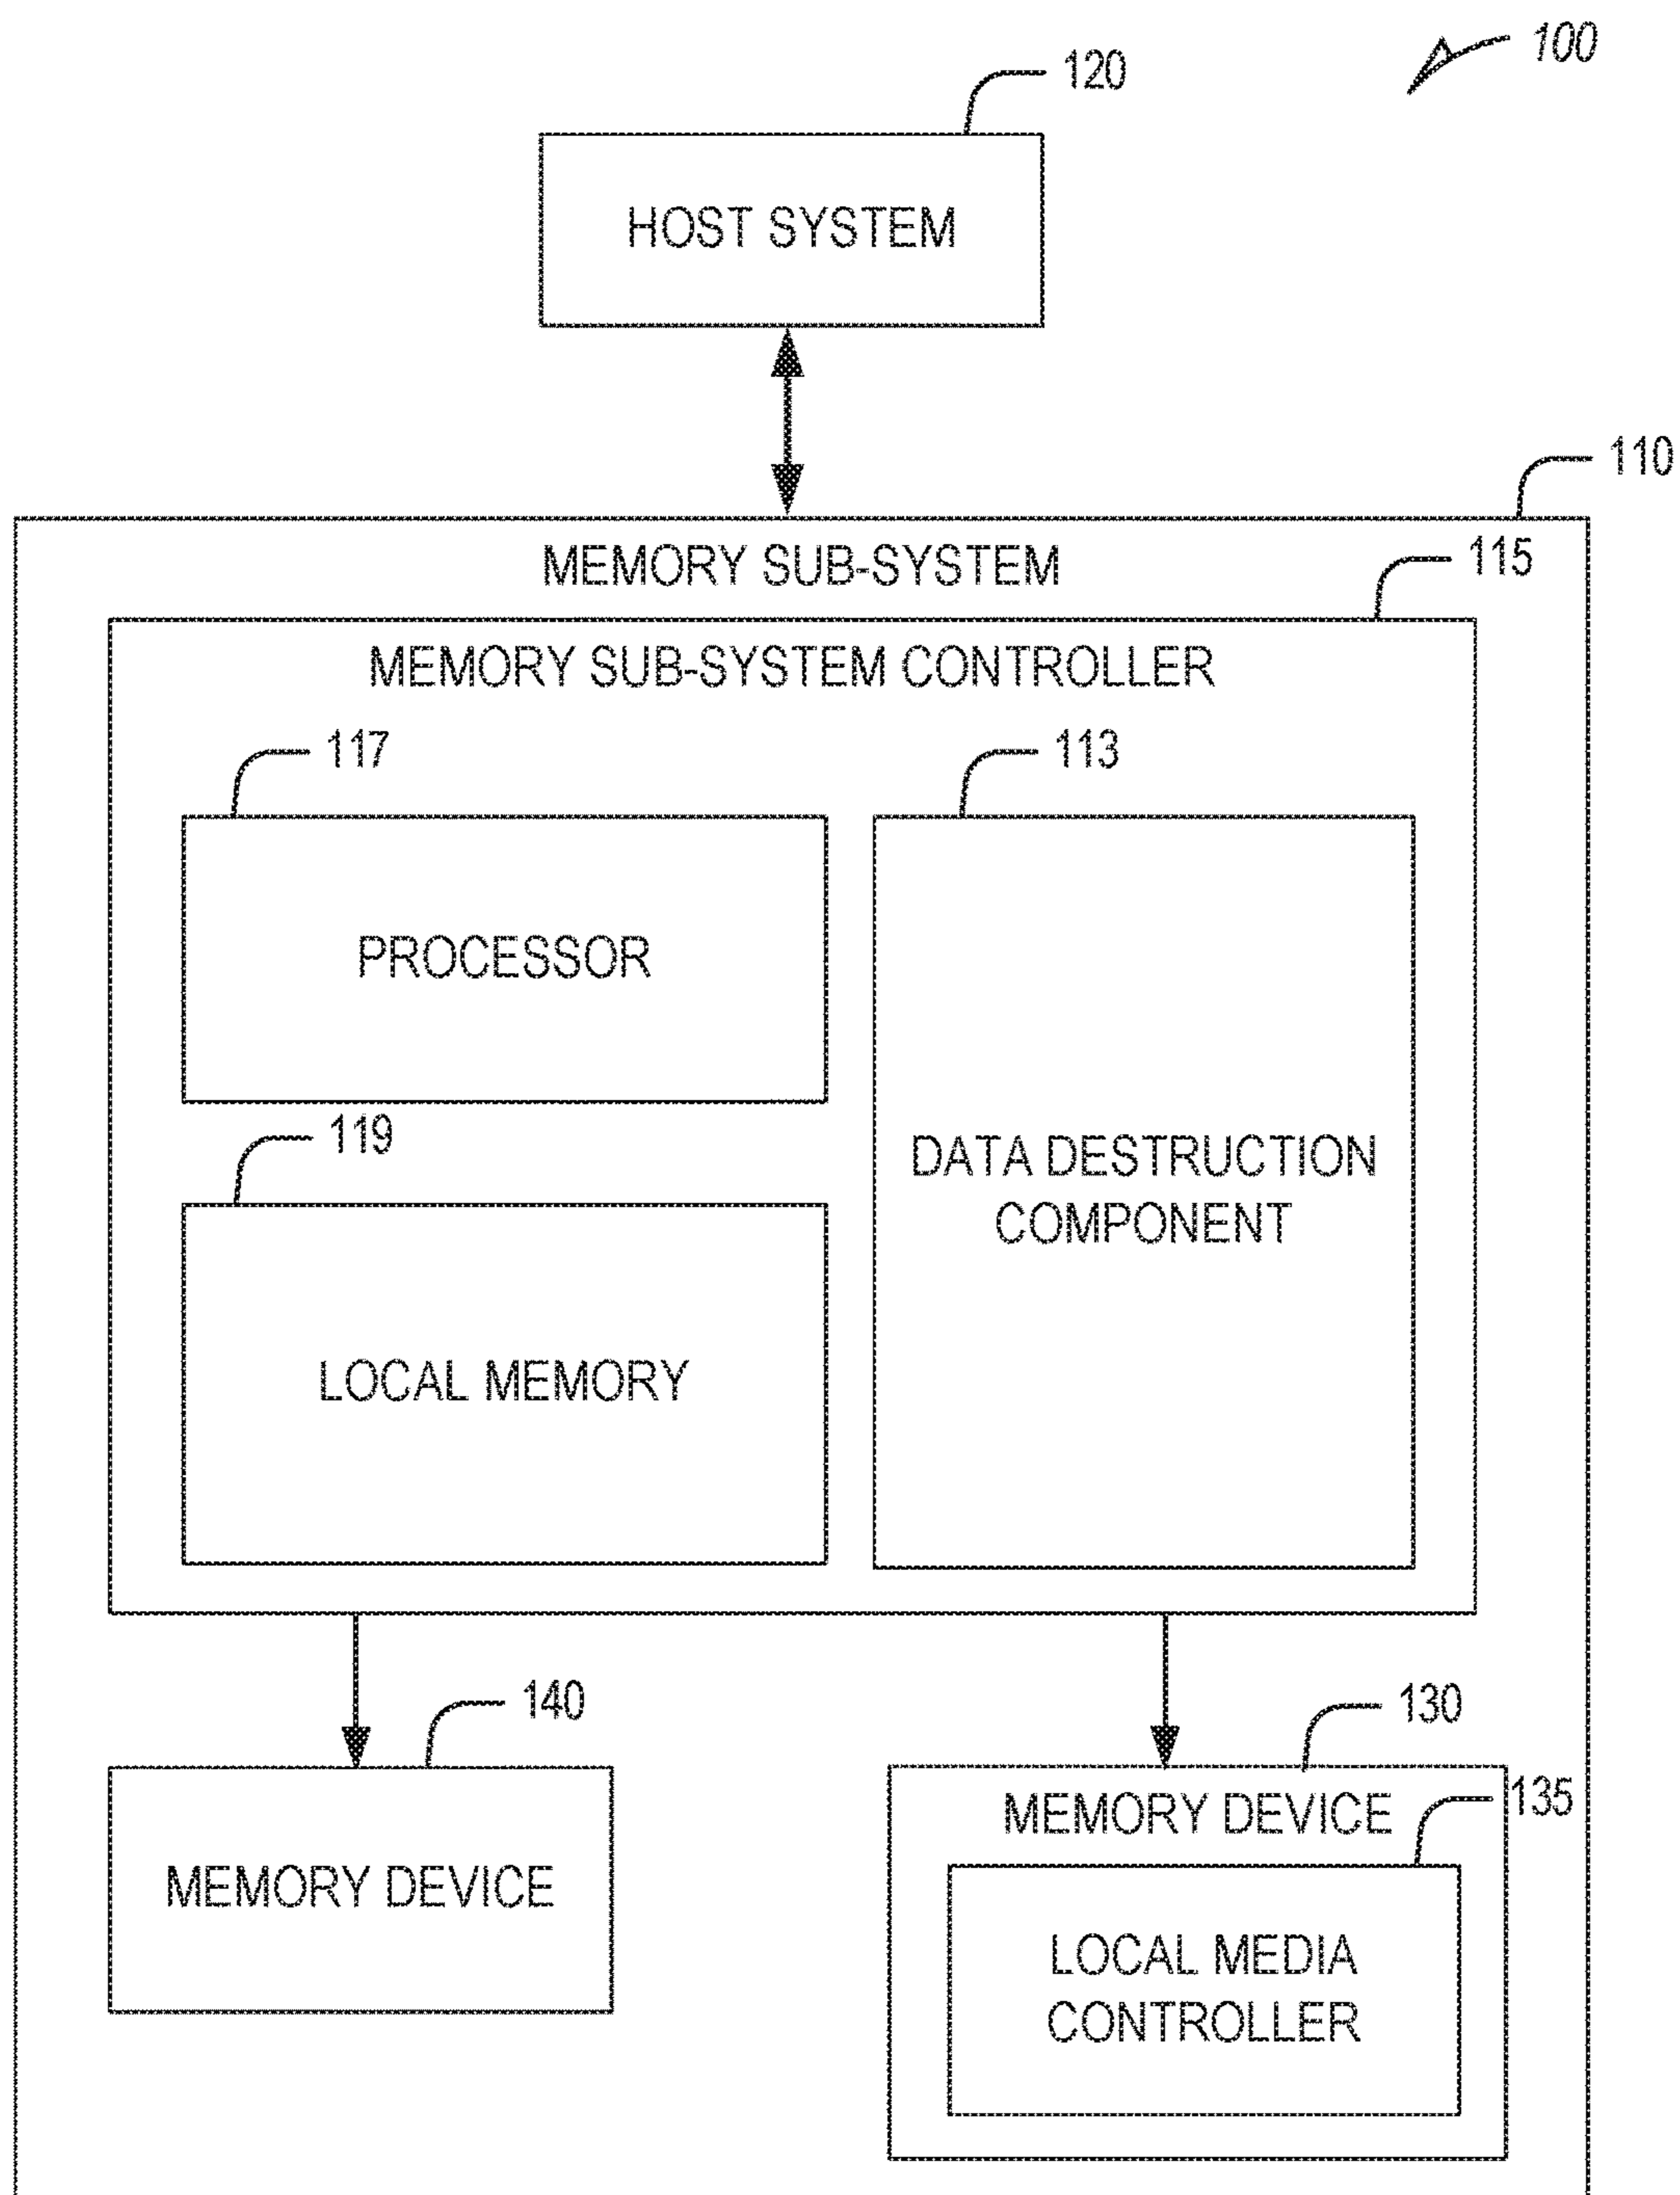 100
120
HOST SYSTEM
110
MEMORY SUB-SYSTEM
115
MEMORY SUB-SYSTEM CONTROLLER
117
113
PROCESSOR
119
DATA DESTRUCTION
COMPONENT
LOCAL MEMORY
140
130
MEMORY DEVICE
135
MEMORY DEVICE
LOCAL MEDIA
CONTROLLER